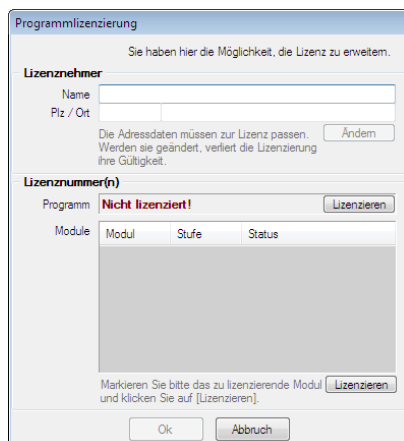 Programmlizenzierung
Sie haben hier die Möglichkeit, die Lizenz zu erweitern.
Lizenznehmer
Name
Plz / Ort
Die Adressdaten müssen zur Lizenz passen.
Werden sie geändert, verliert die Lizenzierung
ihre Gültigkeit.
Ändern
Lizenznummer(n)
Programm Nicht lizenziert! Lizenzieren
Module Modul Stufe Status
Markieren Sie bitte das zu lizenzierende Modul
und klicken Sie auf [Lizenzieren].
Lizenzieren
Ok Abbruch